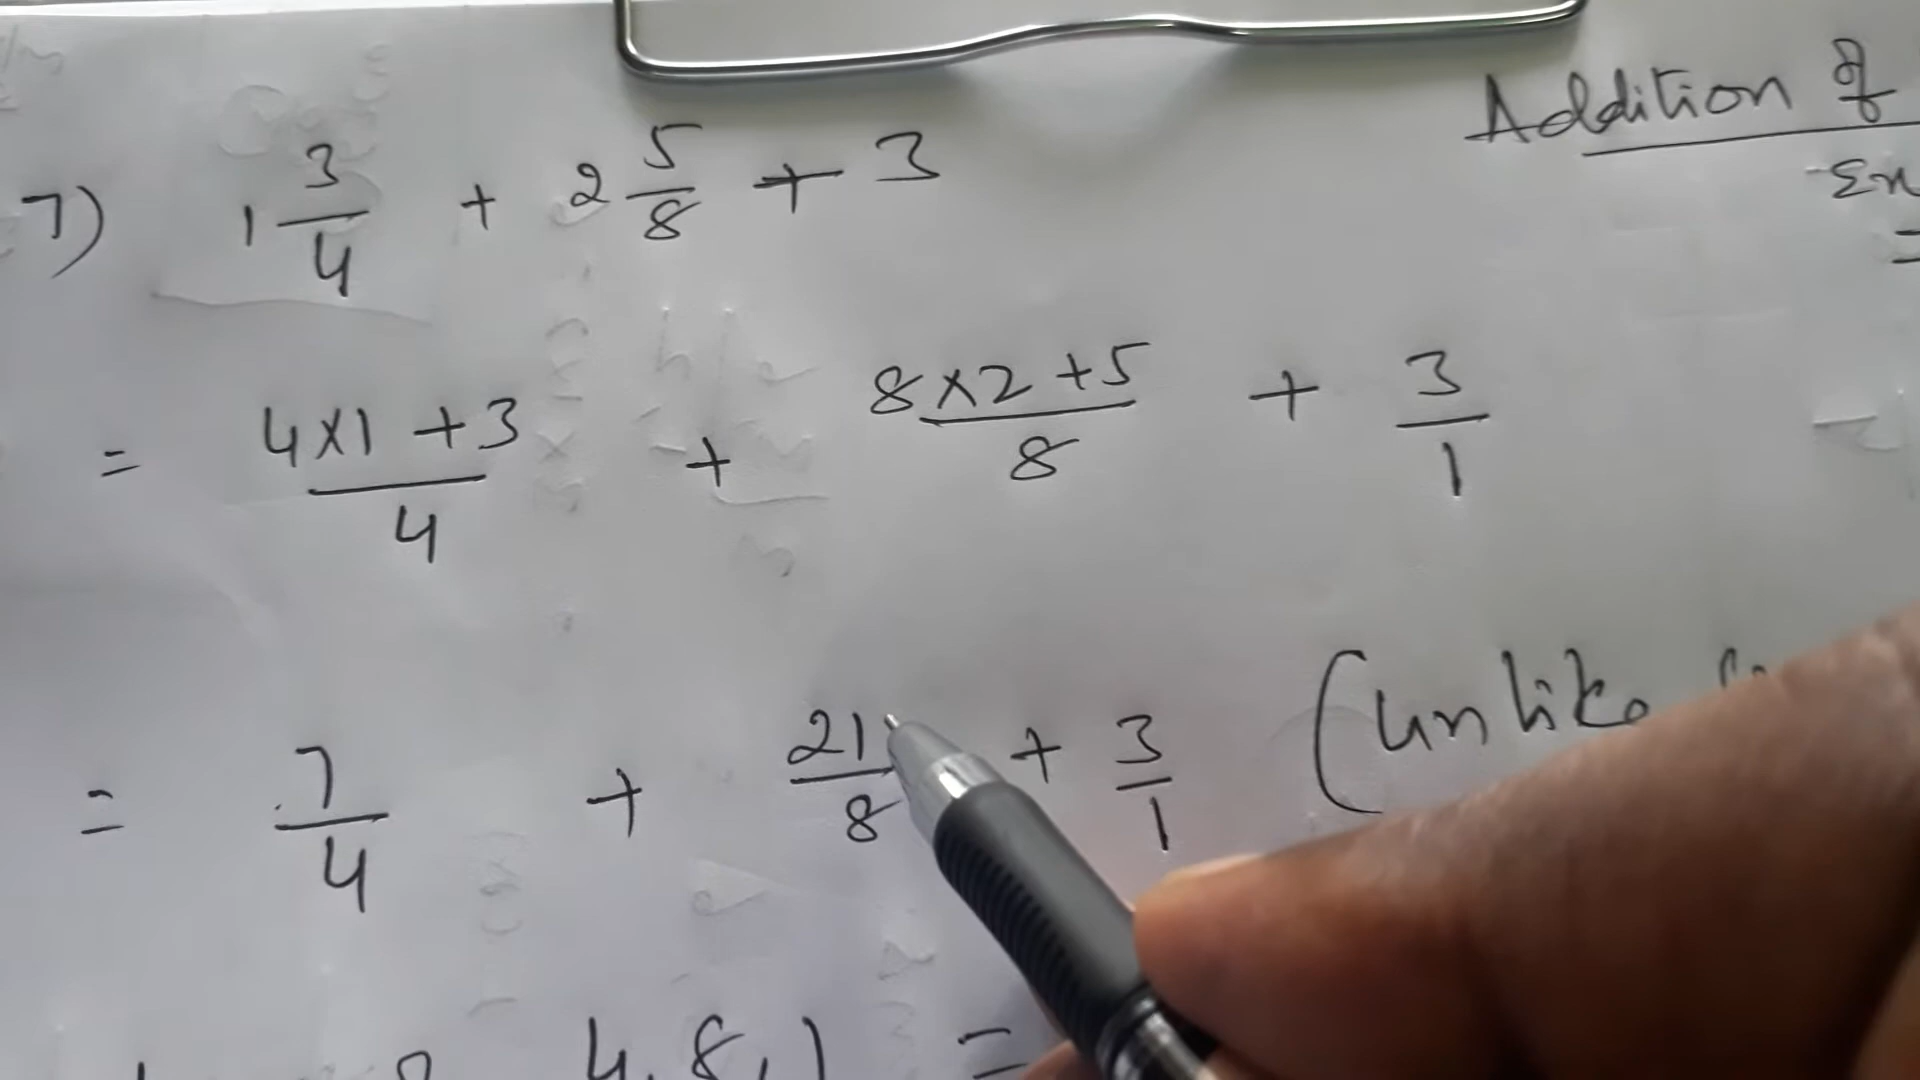 Addition of
7) 1 3/4 + 2 5/8 + 3
= 4×1+3/4 + 8×2+5/8 + 3/1
= 7/4 + 21/8 + 3/1 (unlike
4,8,1 =